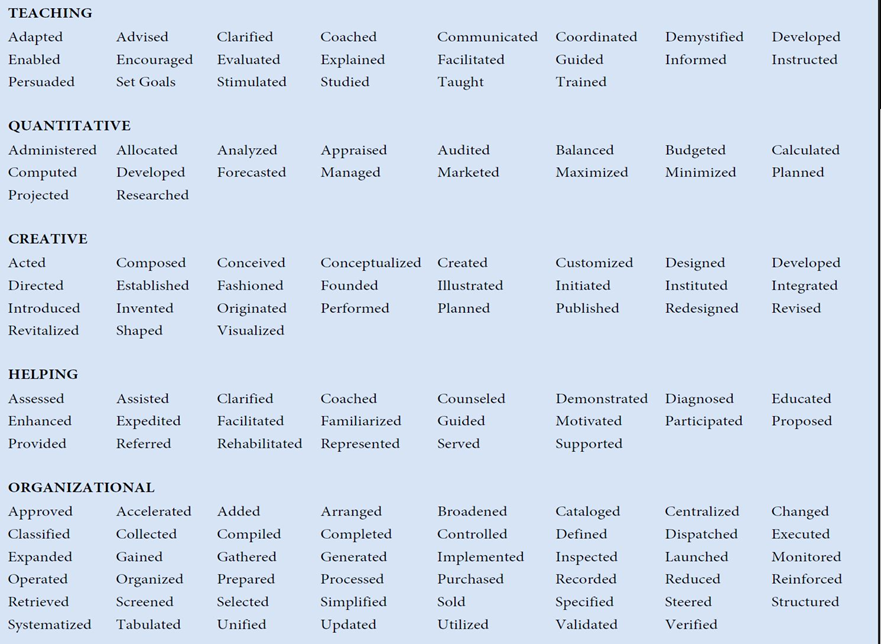 TEACHING
Adapted Advised Clarified Coached Communicated Coordinated Demystified Developed
Enabled Encouraged Evaluated Explained Facilitated Guided Informed Instructed
Persuaded Set Goals Stimulated Studied Taught Trained
QUANTITATIVE
Administered Allocated Analyzed Appraised Audited Balanced Budgeted Calculated
Computed Developed Forecasted Managed Marketed Maximized Minimized Planned
Projected Researched
CREATIVE
Acted Composed Conceived Conceptualized Created Customized Designed Developed
Directed Established Fashioned Founded Illustrated Initiated Instituted Integrated
Introduced Invented Originated Performed Planned Published Redesigned Revised
Revitalized Shaped Visualized
HELPING
Assessed Assisted Clarified Coached Counseled Demonstrated Diagnosed Educated
Enhanced Expedited Facilitated Familiarized Guided Motivated Participated Proposed
Provided Referred Rehabilitated Represented Served Supported
ORGANIZATIONAL
Approved Accelerated Added Arranged Broadened Cataloged Centralized Changed
Classified Collected Compiled Completed Controlled Defined Dispatched Executed
Expanded Gained Gathered Generated Implemented Inspected Launched Monitored
Operated Organized Prepared Processed Purchased Recorded Reduced Reinforced
Retrieved Screened Selected Simplified Sold Specified Steered Structured
Systematized Tabulated Unified Updated Utilized Validated Verified